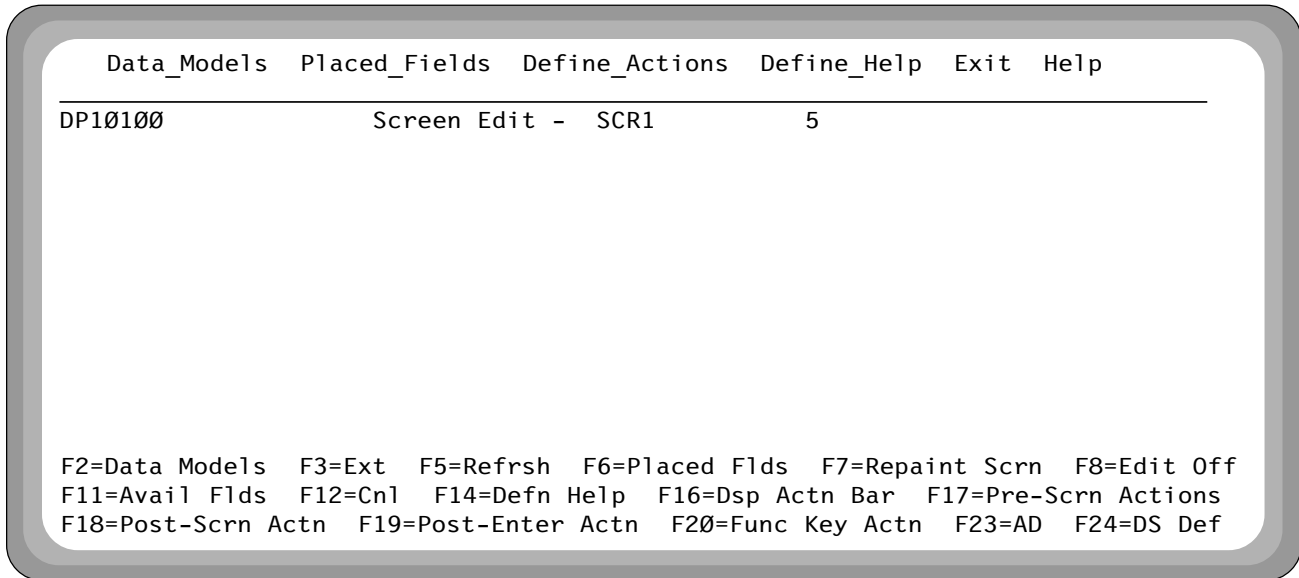 Data_Models  Placed_Fields  Define_Actions  Define_Help  Exit  Help
DP1Ø1ØØ  Screen Edit –  SCR1  5
F2=Data Models  F3=Ext  F5=Refrsh  F6=Placed Flds  F7=Repaint Scrn  F8=Edit Off
F11=Avail Flds  F12=Cnl  F14=Defn Help  F16=Dsp Actn Bar  F17=Pre-Scrn Actions
F18=Post-Scrn Actn  F19=Post-Enter Actn  F2Ø=Func Key Actn  F23=AD  F24=DS Def